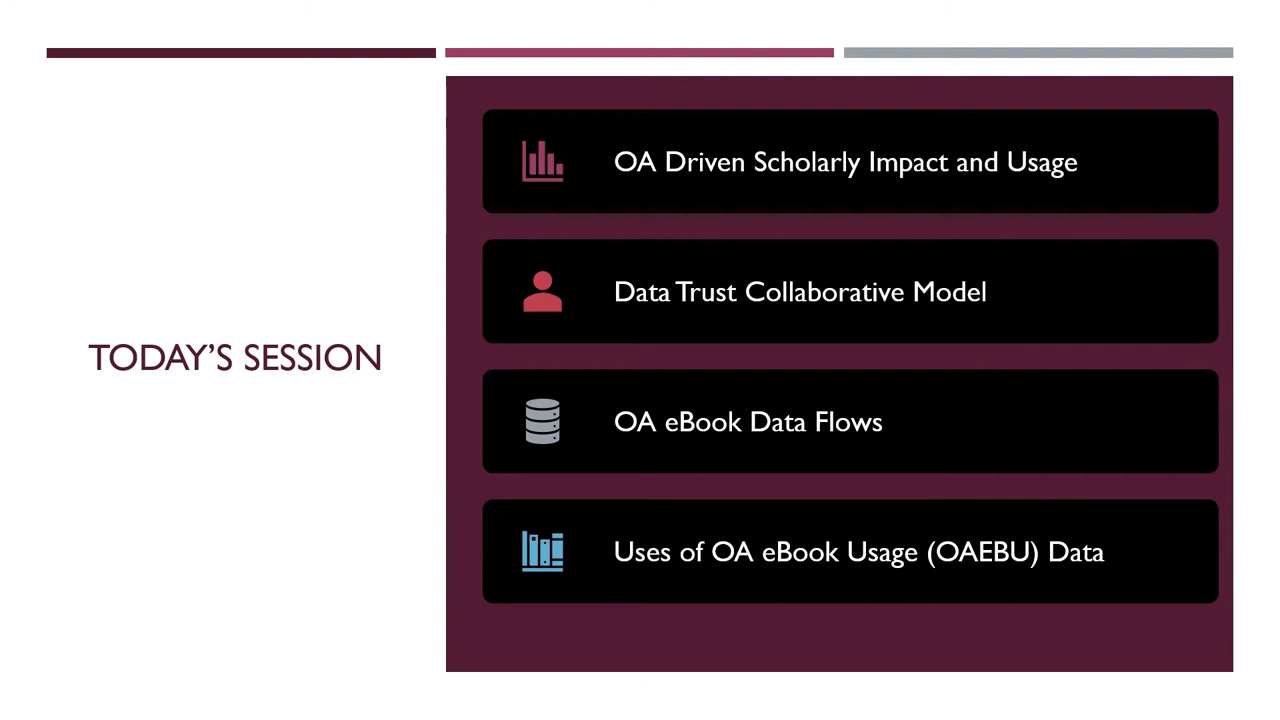 TODAY’S SESSION
OA Driven Scholarly Impact and Usage
Data Trust Collaborative Model
OA eBook Data Flows
Uses of OA eBook Usage (OAEBU) Data